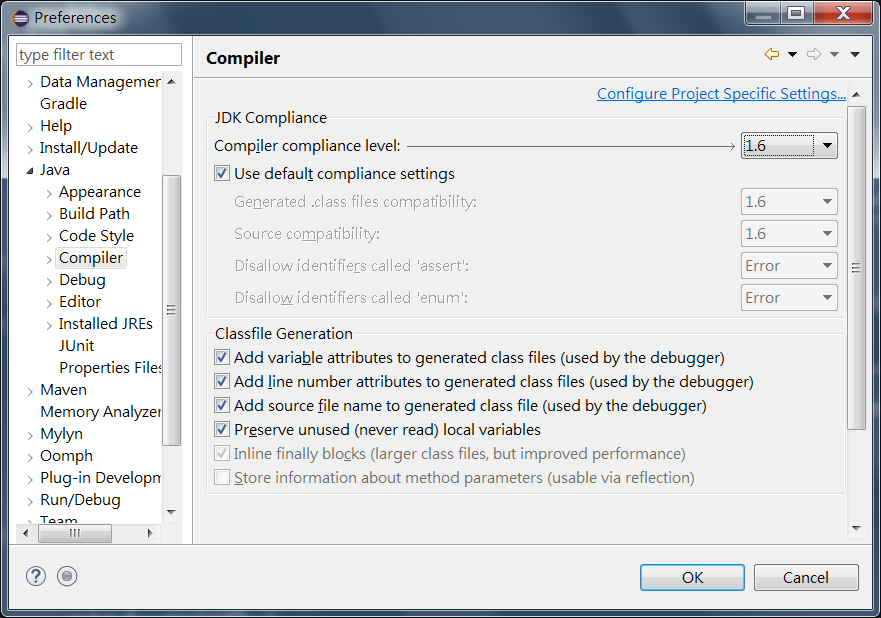 Preferences
type filter text
Data Managemer
Gradle
Help
Install/Update
Java
Appearance
Build Path
Code Style
Compiler
Debug
Editor
Installed JREs
JUnit
Properties Files
Maven
Memory Analyzer
Mylyn
Oomph
Plug-in Developm
Run/Debug
Team
Compiler
Configure Project Specific Settings...
JDK Compliance
Compiler compliance level: 1.6
Use default compliance settings
Generated .class files compatibility: 1.6
Source compatibility: 1.6
Disallow identifiers called 'assert': Error
Disallow identifiers called 'enum': Error
Classfile Generation
Add variable attributes to generated class files (used by the debugger)
Add line number attributes to generated class files (used by the debugger)
Add source file name to generated class file (used by the debugger)
Preserve unused (never read) local variables
Inline finally blocks (larger class files, but improved performance)
Store information about method parameters (usable via reflection)
OK
Cancel